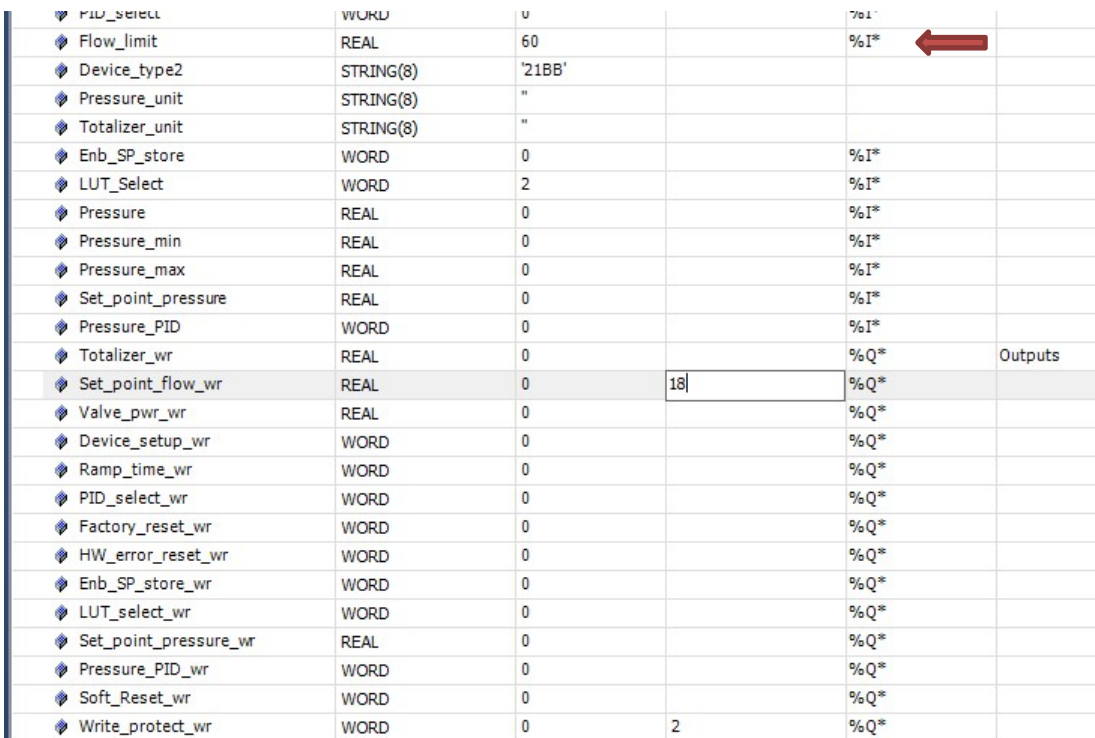 PID_select WORD 0 %I*
Flow_limit REAL 60 %I*
Device_type2 STRING(8) '21BB'
Pressure_unit STRING(8) ''
Totalizer_unit STRING(8) ''
Enb_SP_store WORD 0 %I*
LUT_Select WORD 2 %I*
Pressure REAL 0 %I*
Pressure_min REAL 0 %I*
Pressure_max REAL 0 %I*
Set_point_pressure REAL 0 %I*
Pressure_PID WORD 0 %I*
Totalizer_wr REAL 0 %Q* Outputs
Set_point_flow_wr REAL 0 18 %Q*
Valve_pwr_wr REAL 0 %Q*
Device_setup_wr WORD 0 %Q*
Ramp_time_wr WORD 0 %Q*
PID_select_wr WORD 0 %Q*
Factory_reset_wr WORD 0 %Q*
HW_error_reset_wr WORD 0 %Q*
Enb_SP_store_wr WORD 0 %Q*
LUT_select_wr WORD 0 %Q*
Set_point_pressure_wr REAL 0 %Q*
Pressure_PID_wr WORD 0 %Q*
Soft_Reset_wr WORD 0 %Q*
Write_protect_wr WORD 0 2 %Q*